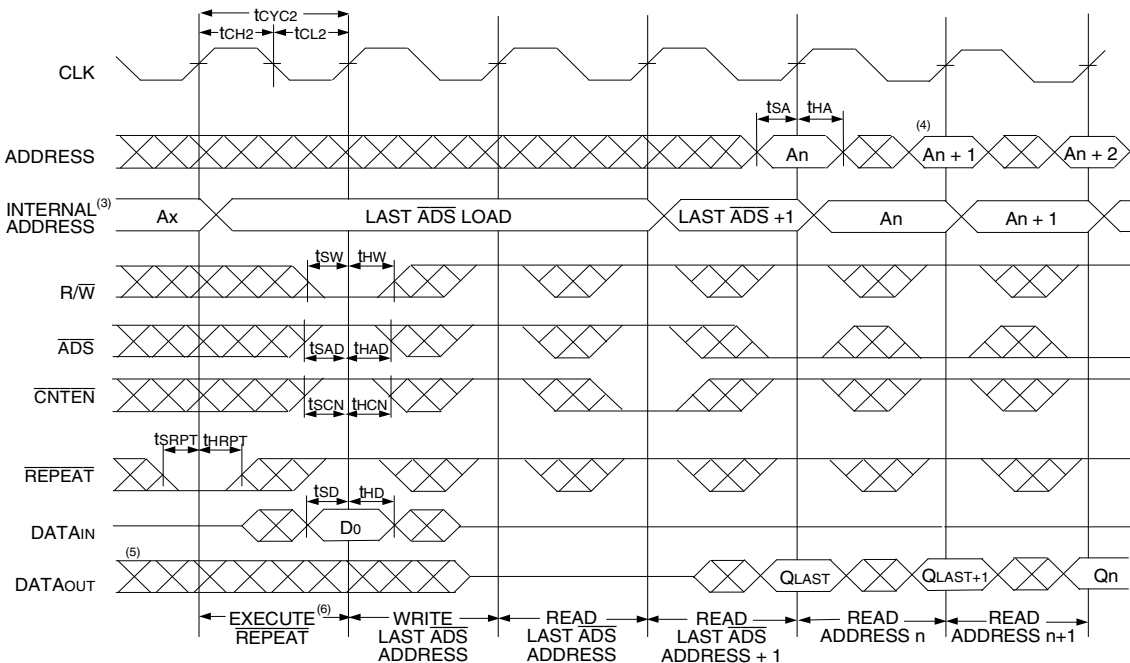 tCYC2
tCH2 tCL2
CLK
tSA tHA
ADDRESS An (4) An + 1 An + 2
INTERNAL(3) ADDRESS Ax LAST ADS LOAD LAST ADS +1 An An + 1
tSW tHW
R/W
ADS
tSAD tHAD
CNTEN
tSCN tHCN
tSRPT tHRPT
REPEAT
tSD tHD
DATAIN D0
(5)
DATAOUT QLAST QLAST+1 Qn
EXECUTE(6) REPEAT
WRITE LAST ADS ADDRESS
READ LAST ADS ADDRESS
READ LAST ADS ADDRESS + 1
READ ADDRESS n
READ ADDRESS n+1